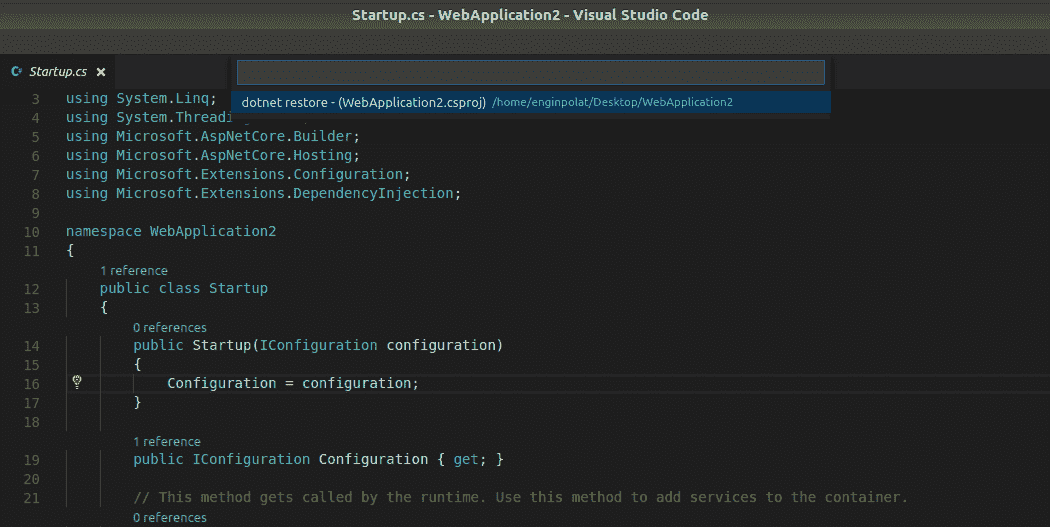 Startup.cs - WebApplication2 - Visual Studio Code
C# Startup.cs ×
dotnet restore - (WebApplication2.csproj) /home/enginpolat/Desktop/WebApplication2
3 using System.Linq;
4 using System.Threadi
5 using Microsoft.AspNetCore.Builder;
6 using Microsoft.AspNetCore.Hosting;
7 using Microsoft.Extensions.Configuration;
8 using Microsoft.Extensions.DependencyInjection;
9
10 namespace WebApplication2
11 {
1 reference
12 public class Startup
13 {
0 references
14 public Startup(IConfiguration configuration)
15 {
16 Configuration = configuration;
17 }
18
1 reference
19 public IConfiguration Configuration { get; }
20
21 // This method gets called by the runtime. Use this method to add services to the container.
0 references